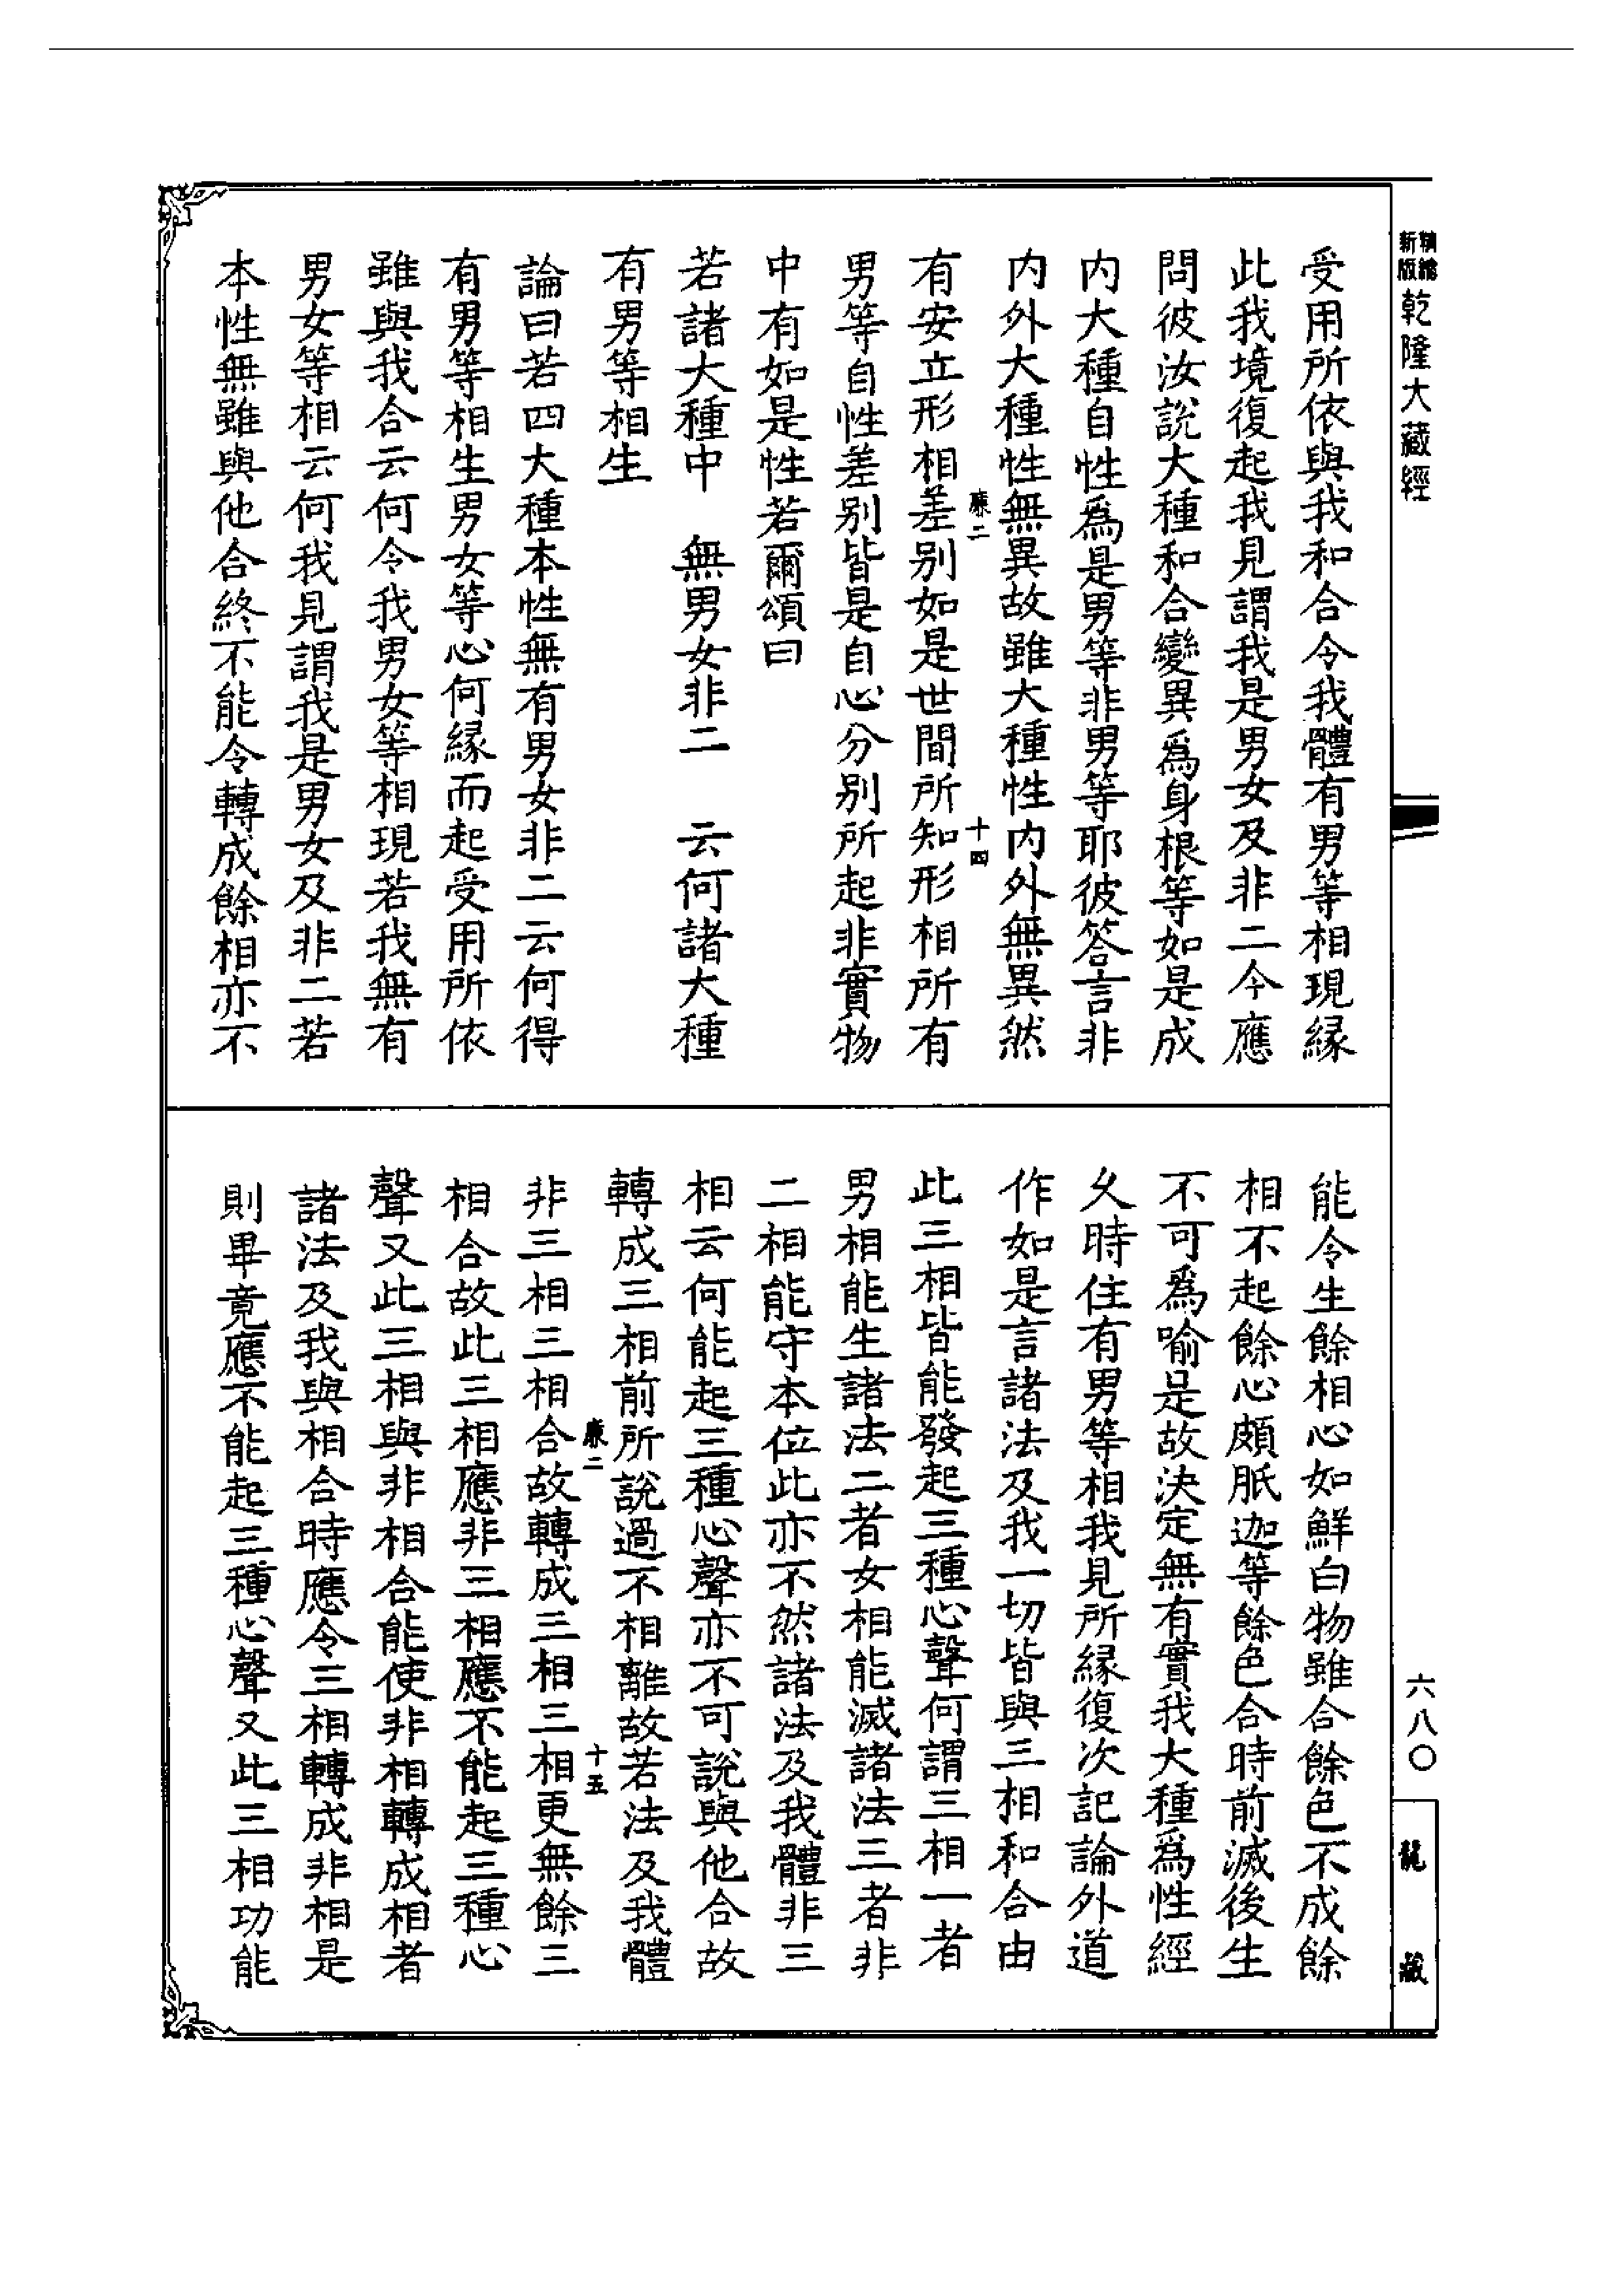 精縮新版
乾隆大藏經
受用所依與我和合令我體有男等相現緣
此我境復起我見謂我是男女及非二今應
問彼汝說大種和合變異爲身根等如是成
内大種自性爲是男等非男等耶彼答言非
内外大種性無異故雖大種性内外無異然
廉二
十四
有安立形相差别如是世間所知形相所有
男等自性差别皆是自心分别所起非實物
中有如是性若爾頌曰
若諸大種中　無男女非二　云何諸大種
有男等相生
論曰若四大種本性無有男女非二云何得
有男等相生男女等心何縁而起受用所依
雖與我合云何令我男女等相現若我無有
男女等相云何我見謂我是男女及非二若
本性無雖與他合終不能令轉成餘相亦不
能令生餘相心如鮮白物雖合餘色不成餘
相不起餘心頗胝迦等餘色合時前滅後生
不可爲喻是故決定無有實我大種爲性經
久時住有男等相我見所縁復次記論外道
作如是言諸法及我一切皆與三相和合由
此三相皆能發起三種心聲何謂三相一者
男相能生諸法二者女相能滅諸法三者非
二相能守本位此亦不然諸法及我體非三
相云何能起三種心聲亦不可說與他合故
轉成三相前所說過不相離故若法及我體
廉二
十五
非三相三相合故轉成三相三相更無餘三
相合故此三相應非三相應不能起三種心
聲又此三相與非相合能使非相轉成相者
諸法及我與相合時應令三相轉成非相是
則畢竟應不能起三種心聲又此三相功能
六八〇
龍藏